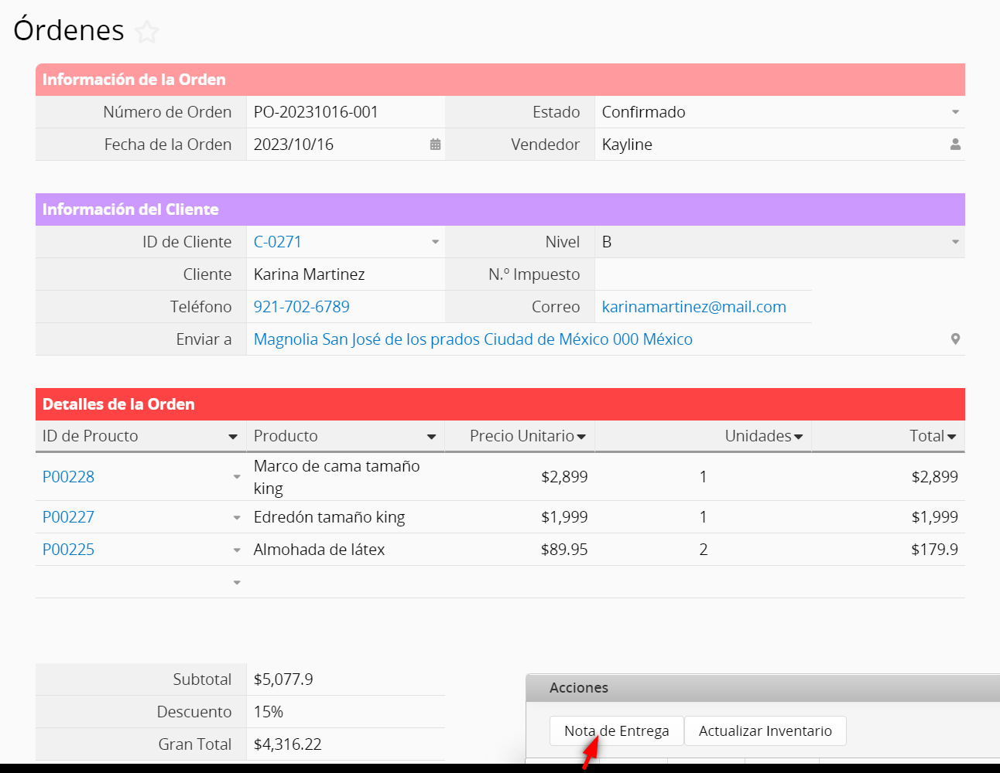 Órdenes
Información de la Orden
Número de Orden PO-20231016-001 Estado Confirmado
Fecha de la Orden 2023/10/16 Vendedor Kayline
Información del Cliente
ID de Cliente C-0271 Nivel B
Cliente Karina Martinez N.º Impuesto
Teléfono 921-702-6789 Correo karinamartinez@mail.com
Enviar a Magnolia San José de los prados Ciudad de México 000 México
Detalles de la Orden
ID de Proucto Producto Precio Unitario Unidades Total
P00228 Marco de cama tamaño king $2,899 1 $2,899
P00227 Edredón tamaño king $1,999 1 $1,999
P00225 Almohada de látex $89.95 2 $179.9
Subtotal $5,077.9
Descuento 15%
Gran Total $4,316.22
Acciones
Nota de Entrega Actualizar Inventario